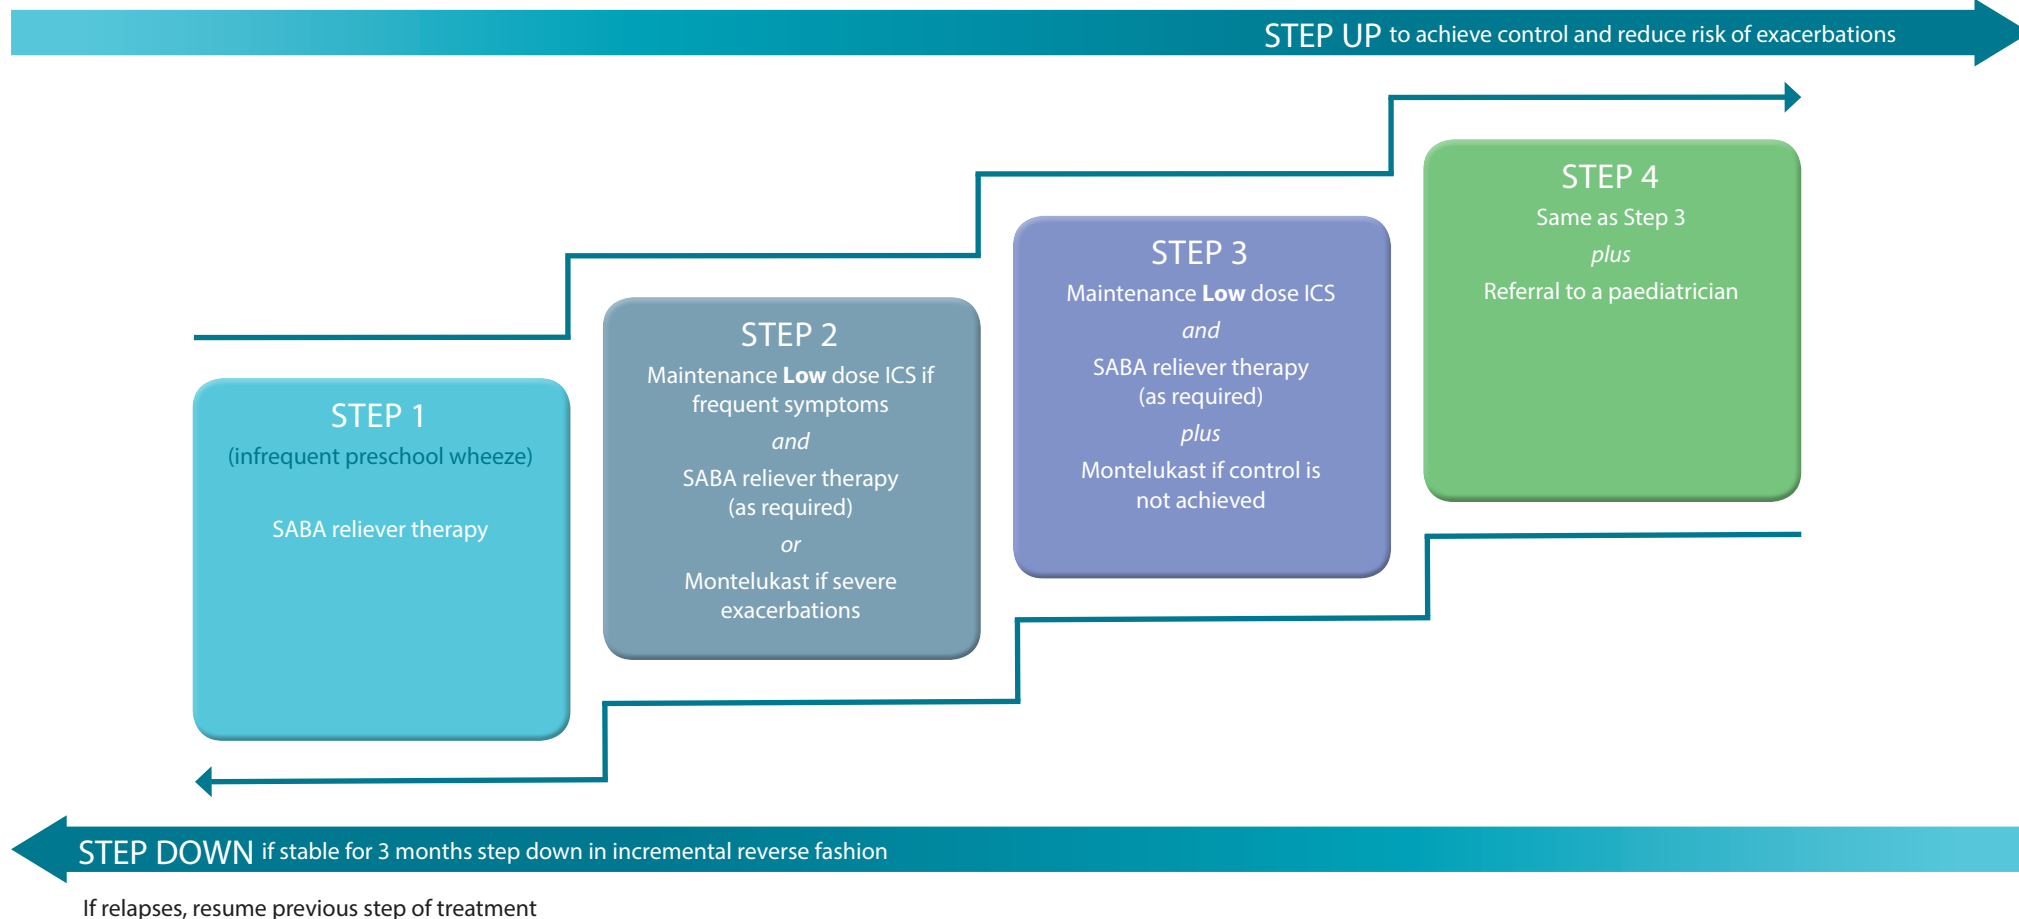 STEP UP to achieve control and reduce risk of exacerbations
STEP 1
(infrequent preschool wheeze)
SABA reliever therapy
STEP 2
Maintenance Low dose ICS if
frequent symptoms
and
SABA reliever therapy
(as required)
or
Montelukast if severe
exacerbations
STEP 3
Maintenance Low dose ICS
and
SABA reliever therapy
(as required)
plus
Montelukast if control is
not achieved
STEP 4
Same as Step 3
plus
Referral to a paediatrician
STEP DOWN if stable for 3 months step down in incremental reverse fashion
If relapses, resume previous step of treatment